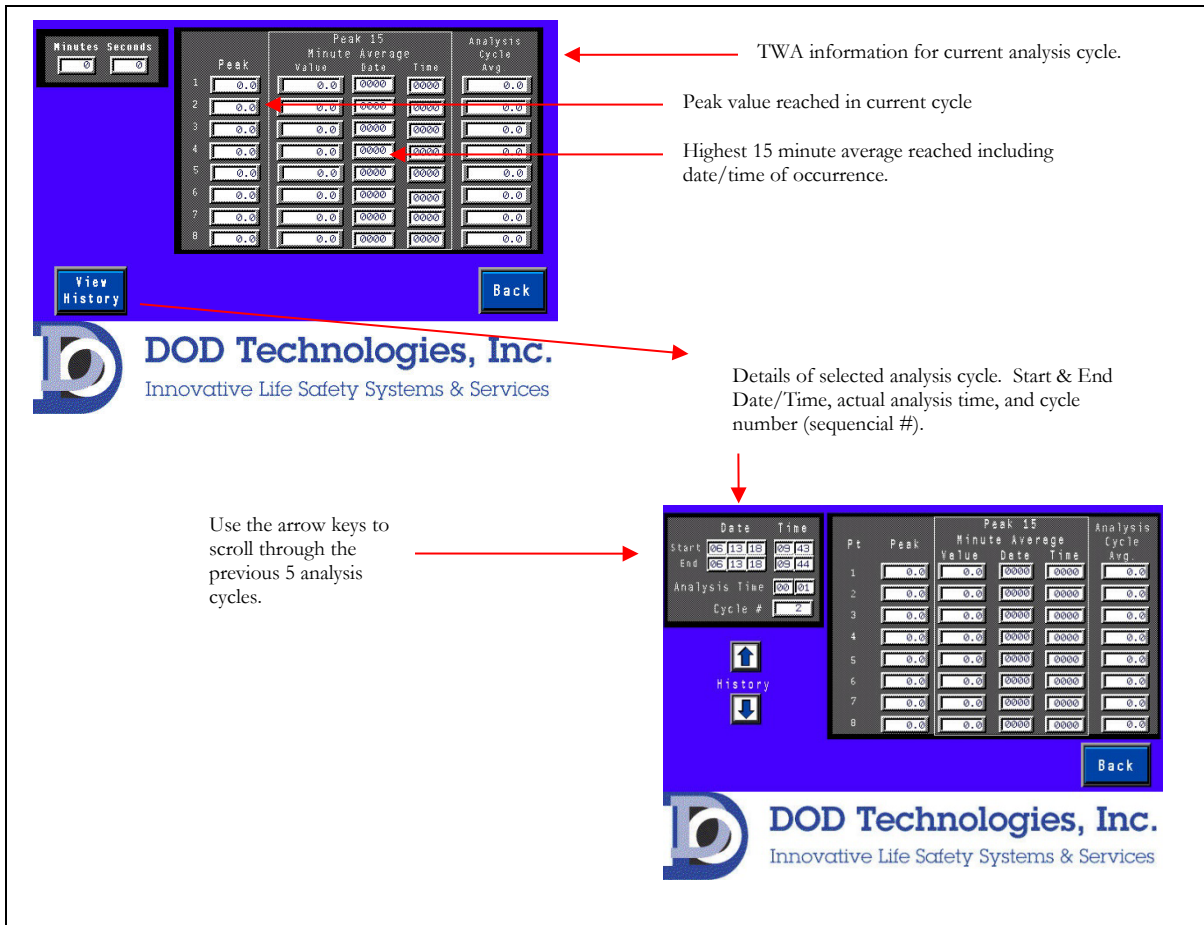 Minutes Seconds
0 0
Peak 15
Minute Average
Analysis
Cycle
Avg
Peak Value Date Time
1 0.0 0.0 0000 0000 0.0
2 0.0 0.0 0000 0000 0.0
3 0.0 0.0 0000 0000 0.0
4 0.0 0.0 0000 0000 0.0
5 0.0 0.0 0000 0000 0.0
6 0.0 0.0 0000 0000 0.0
7 0.0 0.0 0000 0000 0.0
8 0.0 0.0 0000 0000 0.0
View
History
Back
DOD Technologies, Inc.
Innovative Life Safety Systems & Services
TWA information for current analysis cycle.
Peak value reached in current cycle
Highest 15 minute average reached including
date/time of occurrence.
Details of selected analysis cycle. Start & End
Date/Time, actual analysis time, and cycle
number (sequencial #).
Use the arrow keys to
scroll through the
previous 5 analysis
cycles.
Date Time
Start 06 13 18 09 43
End 06 13 18 09 44
Analysis Time 00 01
Cycle # 2
History
Peak 15
Minute Average
Analysis
Cycle
Avg.
Pt Peak Value Date Time
1 0.0 0.0 0000 0000 0.0
2 0.0 0.0 0000 0000 0.0
3 0.0 0.0 0000 0000 0.0
4 0.0 0.0 0000 0000 0.0
5 0.0 0.0 0000 0000 0.0
6 0.0 0.0 0000 0000 0.0
7 0.0 0.0 0000 0000 0.0
8 0.0 0.0 0000 0000 0.0
Back
DOD Technologies, Inc.
Innovative Life Safety Systems & Services